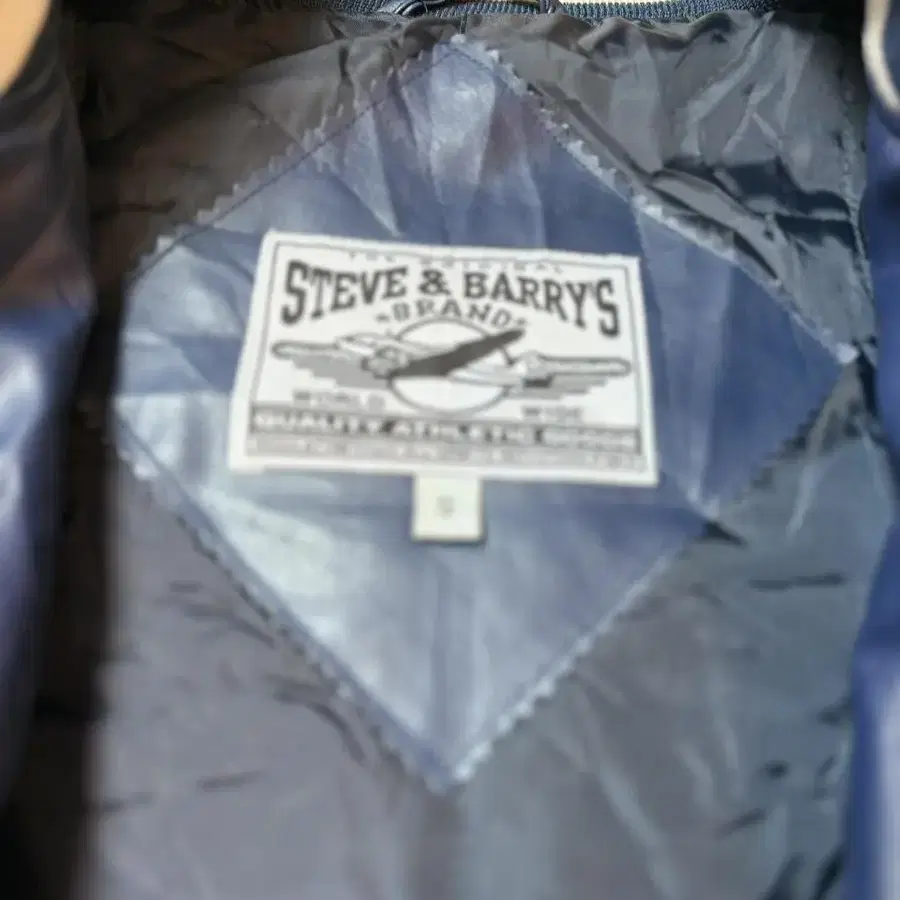 THE ORIGINAL
STEVE & BARRY'S
BRAND
WORLD WIDE
QUALITY ATHLETIC GOODS